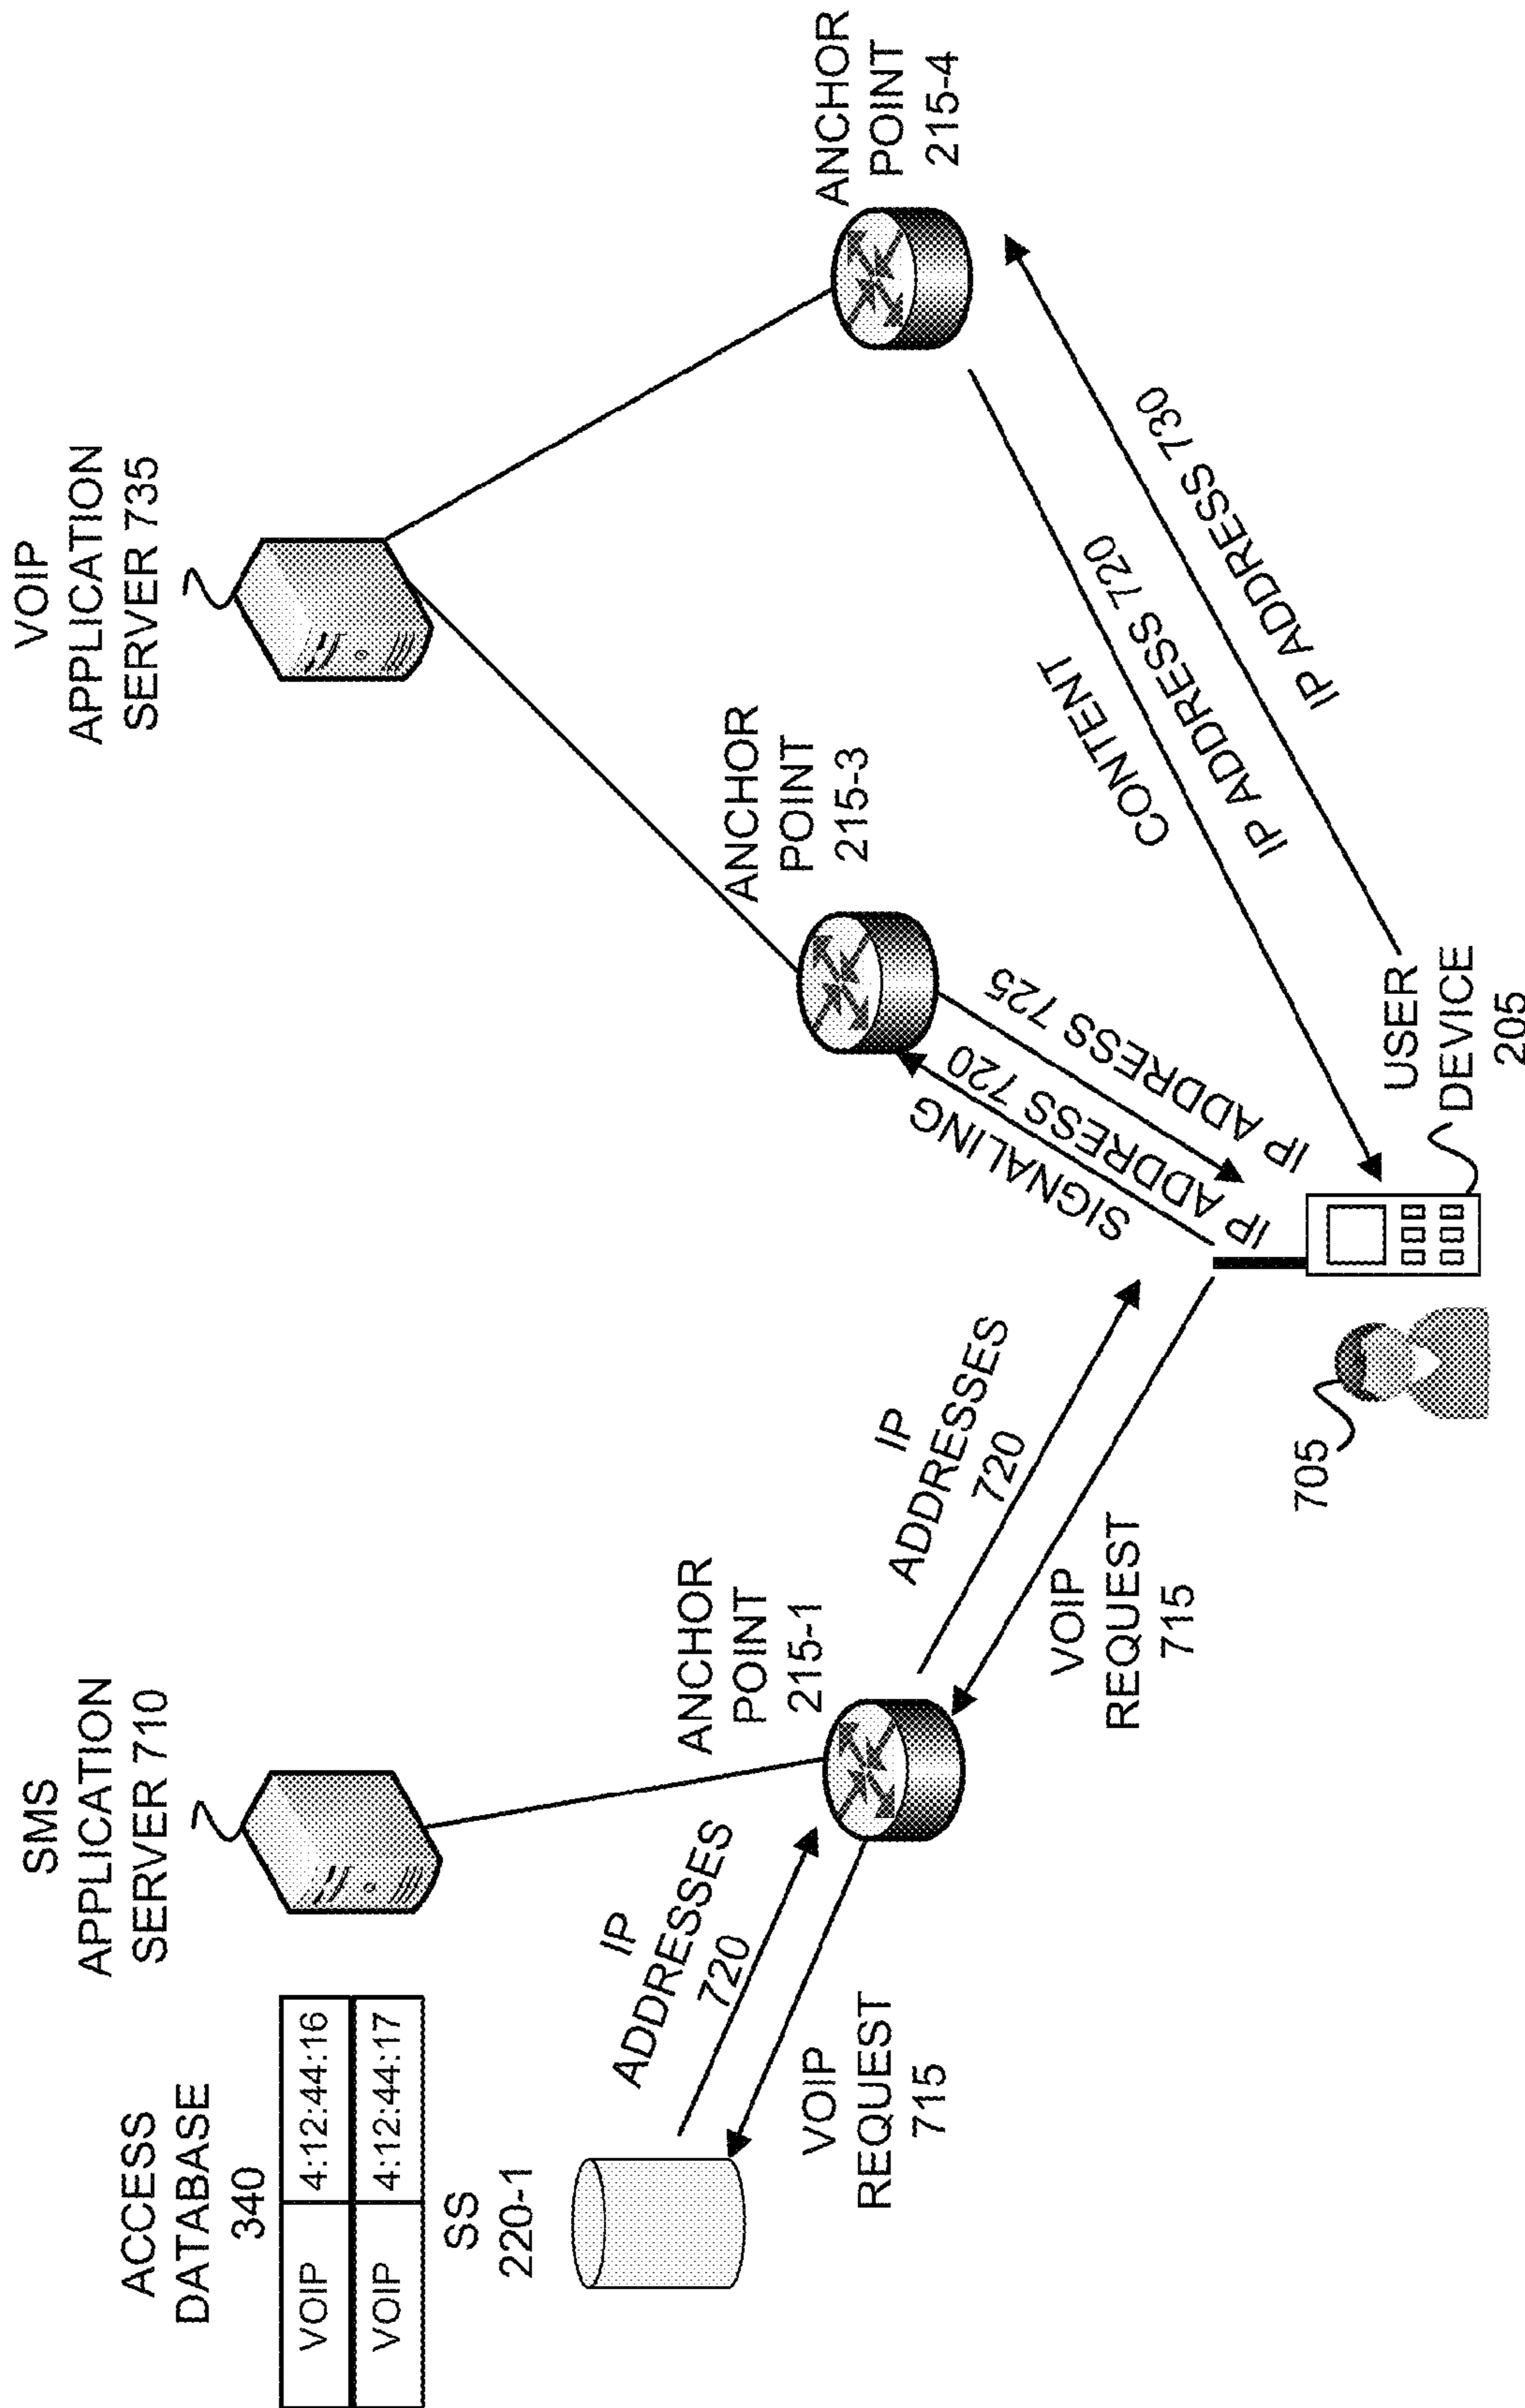 ACCESS
DATABASE
340
VOIP 4:12:44:16
VOIP 4:12:44:17
SS
220-1
SMS
APPLICATION
SERVER 710
VOIP
APPLICATION
SERVER 735
IP
ADDRESSES
720
VOIP
REQUEST
715
ANCHOR
POINT
215-1
IP
ADDRESSES
720
VOIP
REQUEST
715
ANCHOR
POINT
215-3
SIGNALING
IP ADDRESS 720
IP ADDRESS 725
ANCHOR
POINT
215-4
CONTENT
IP ADDRESS 720
IP ADDRESS 730
705
USER
DEVICE
205